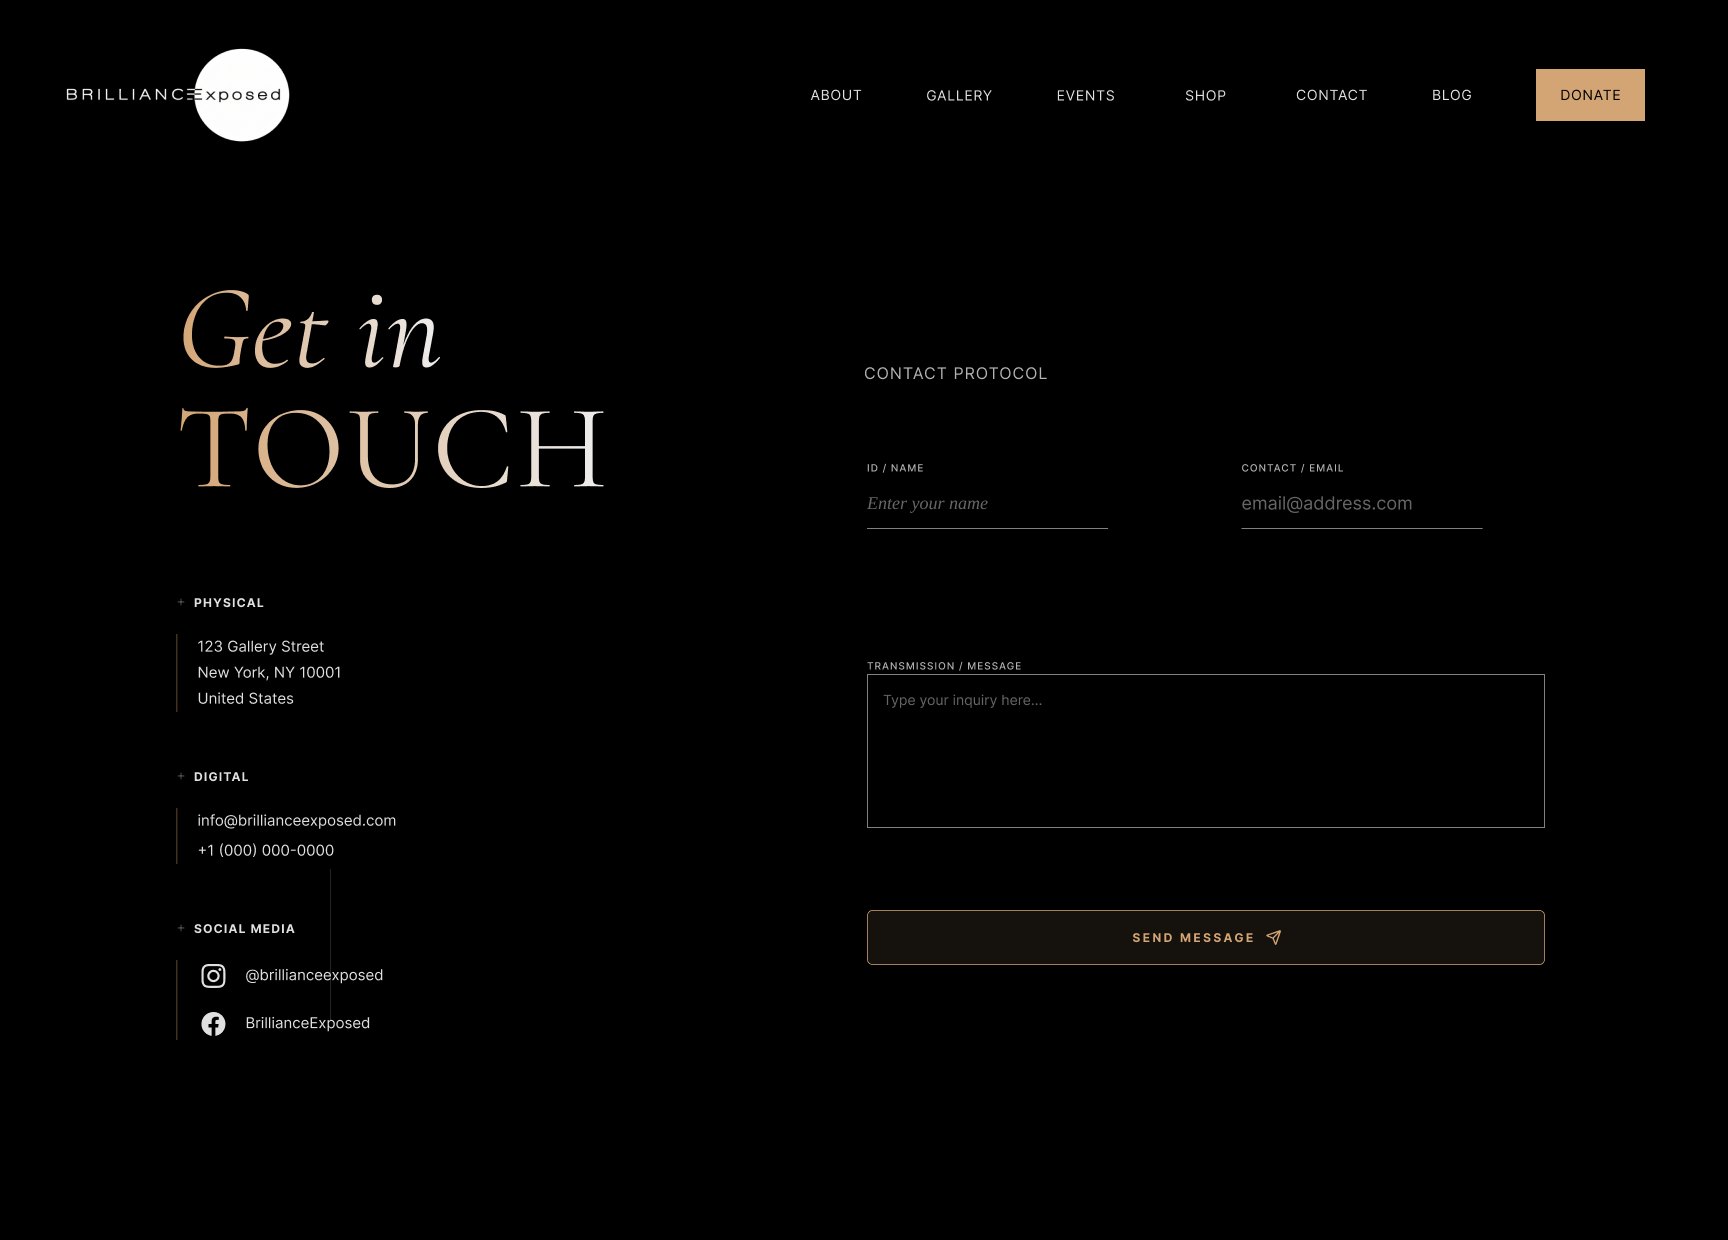 BRILLIANCExposed
ABOUT
GALLERY
EVENTS
SHOP
CONTACT
BLOG
DONATE
Get in
TOUCH
PHYSICAL
123 Gallery Street
New York, NY 10001
United States
DIGITAL
info@brillianceexposed.com
+1 (000) 000-0000
SOCIAL MEDIA
@brillianceexposed
BrillianceExposed
CONTACT PROTOCOL
ID / NAME
Enter your name
CONTACT / EMAIL
email@address.com
TRANSMISSION / MESSAGE
Type your inquiry here...
SEND MESSAGE